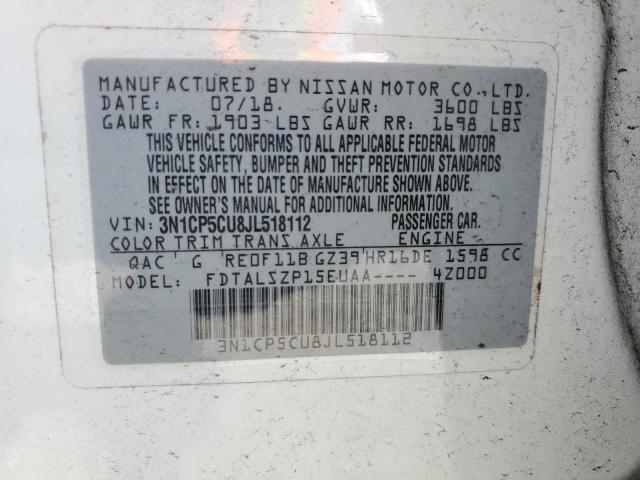 MANUFACTURED BY NISSAN MOTOR CO.,LTD.
DATE: 07/18. GVWR: 3600 LBS
GAWR FR: 1903 LBS GAWR RR: 1698 LBS
THIS VEHICLE CONFORMS TO ALL APPLICABLE FEDERAL MOTOR
VEHICLE SAFETY, BUMPER AND THEFT PREVENTION STANDARDS
IN EFFECT ON THE DATE OF MANUFACTURE SHOWN ABOVE.
SEE OWNER'S MANUAL FOR ADDITIONAL INFORMATION.
VIN: 3N1CP5CU8JL518112 PASSENGER CAR.
COLOR TRIM TRANS AXLE ENGINE
QAC G RE0F11B GZ39 HR16DE 1598 CC
MODEL: FDTALSZP15EUAA---- 4Z000
3N1CP5CU8JL518112